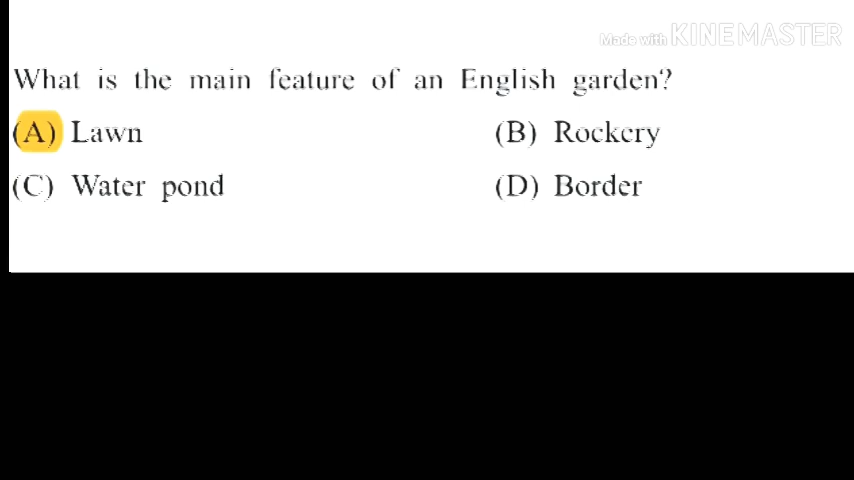 Made with KINEMASTER
What is the main feature of an English garden?
(A) Lawn (B) Rockery
(C) Water pond (D) Border